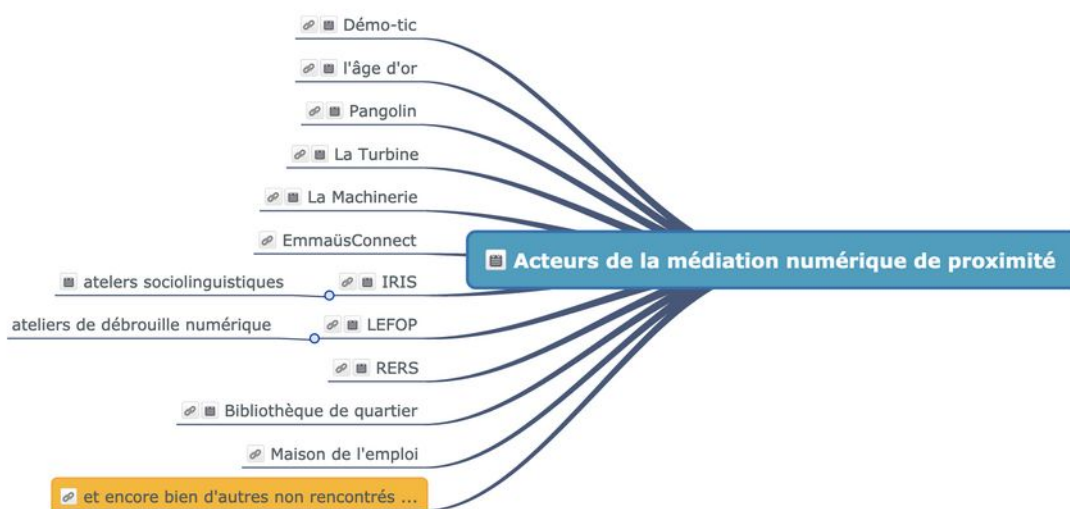 Démo-tic
l'âge d'or
Pangolin
La Turbine
La Machinerie
EmmaüsConnect
Acteurs de la médiation numérique de proximité
atelers sociolinguistiques
IRIS
ateliers de débrouille numérique
LEFOP
RERS
Bibliothèque de quartier
Maison de l'emploi
et encore bien d'autres non rencontrés ...